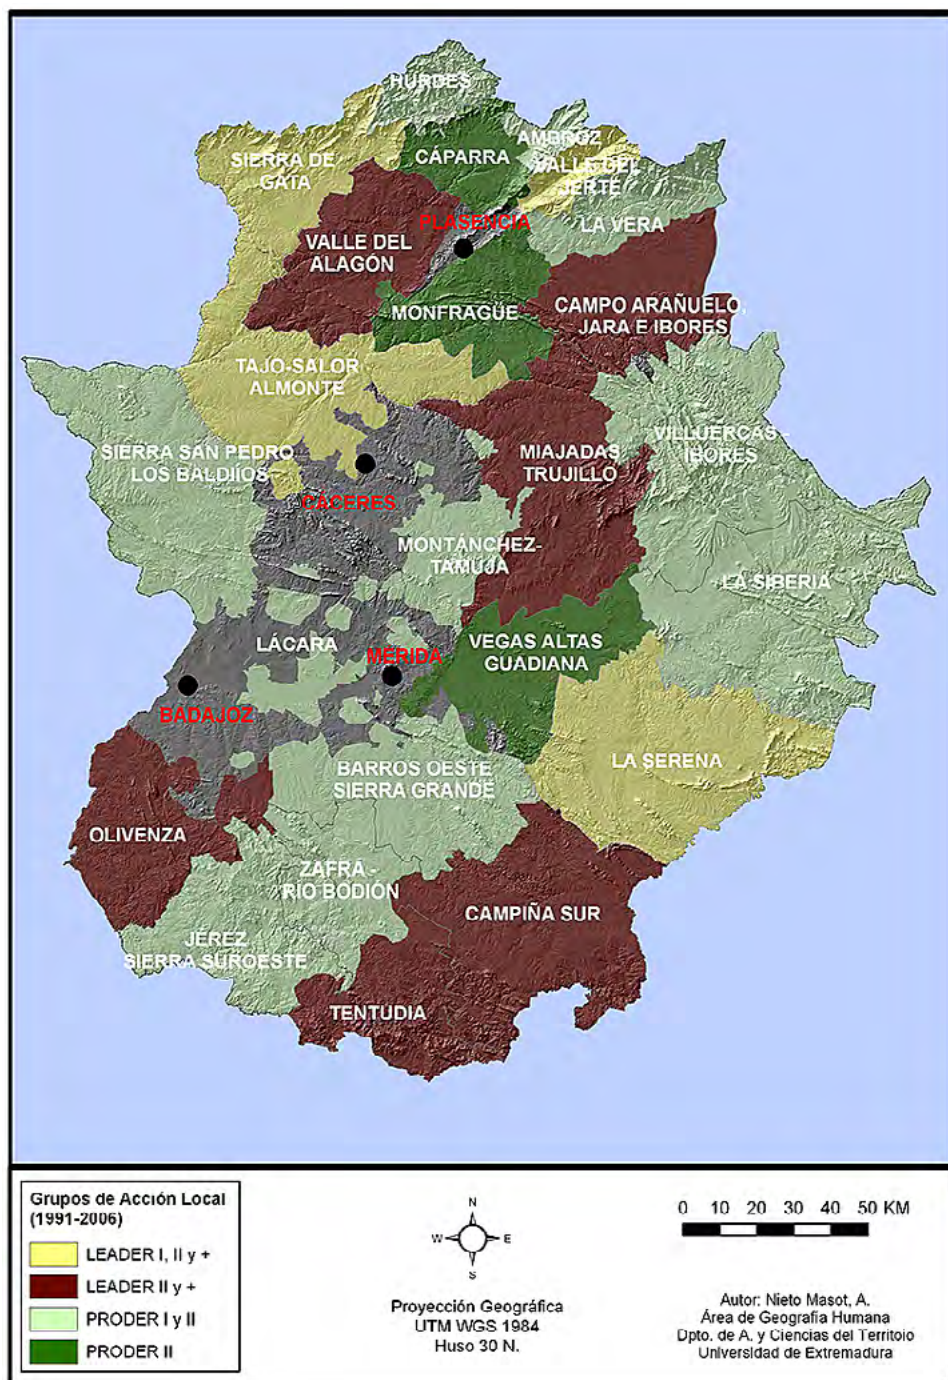 HURDES
AMBROZ
CÁPARRA
SIERRA DE
GATA
VALLE DEL
JERTE
PLASENCIA
LA VERA
VALLE DEL
ALAGÓN
MONFRAGÜE
CAMPO ARAÑUELO,
JARA E IBORES
TAJO-SALOR
ALMONTE
SIERRA SAN PEDRO
LOS BALDIIOS
VILLUERCAS -
IBORES
MIAJADAS
TRUJILLO
CÁCERES
MONTÁNCHEZ-
TAMUJA
LA SIBERIA
LÁCARA
MÉRIDA
VEGAS ALTAS
GUADIANA
BADAJOZ
LA SERENA
BARROS OESTE
SIERRA GRANDE
OLIVENZA
ZAFRA -
RÍO BODIÓN
CAMPIÑA SUR
JÉREZ
SIERRA SUROESTE
TENTUDIA
Grupos de Acción Local
(1991-2006)
LEADER I, II y +
LEADER II y +
PRODER I y II
PRODER II
N
W E
S
Proyección Geográfica
UTM WGS 1984
Huso 30 N.
0 10 20 30 40 50 KM
Autor: Nieto Masot, A.
Área de Geografía Humana
Dpto. de A. y Ciencias del Territoio
Universidad de Extremadura